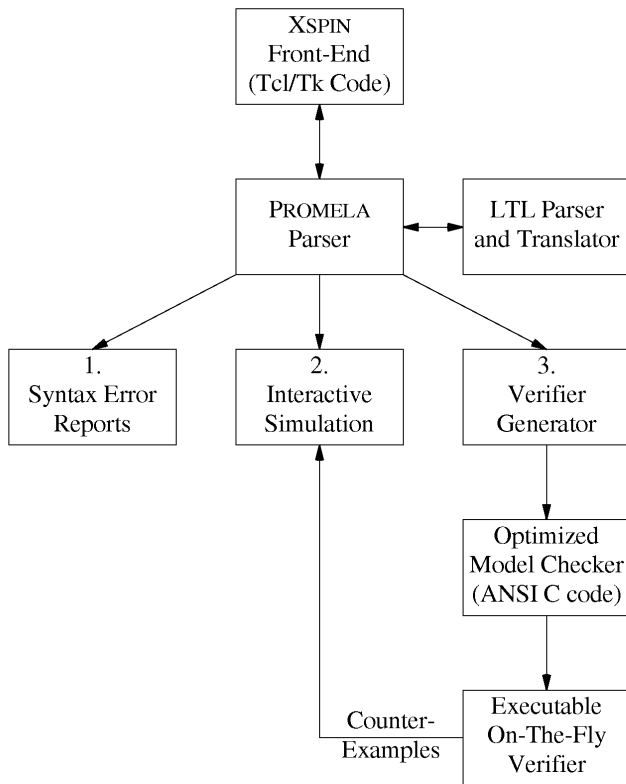 XSPIN
Front-End
(Tcl/Tk Code)
PROMELA
Parser
LTL Parser
and Translator
1.
Syntax Error
Reports
2.
Interactive
Simulation
3.
Verifier
Generator
Optimized
Model Checker
(ANSI C code)
Counter-
Examples
Executable
On-The-Fly
Verifier